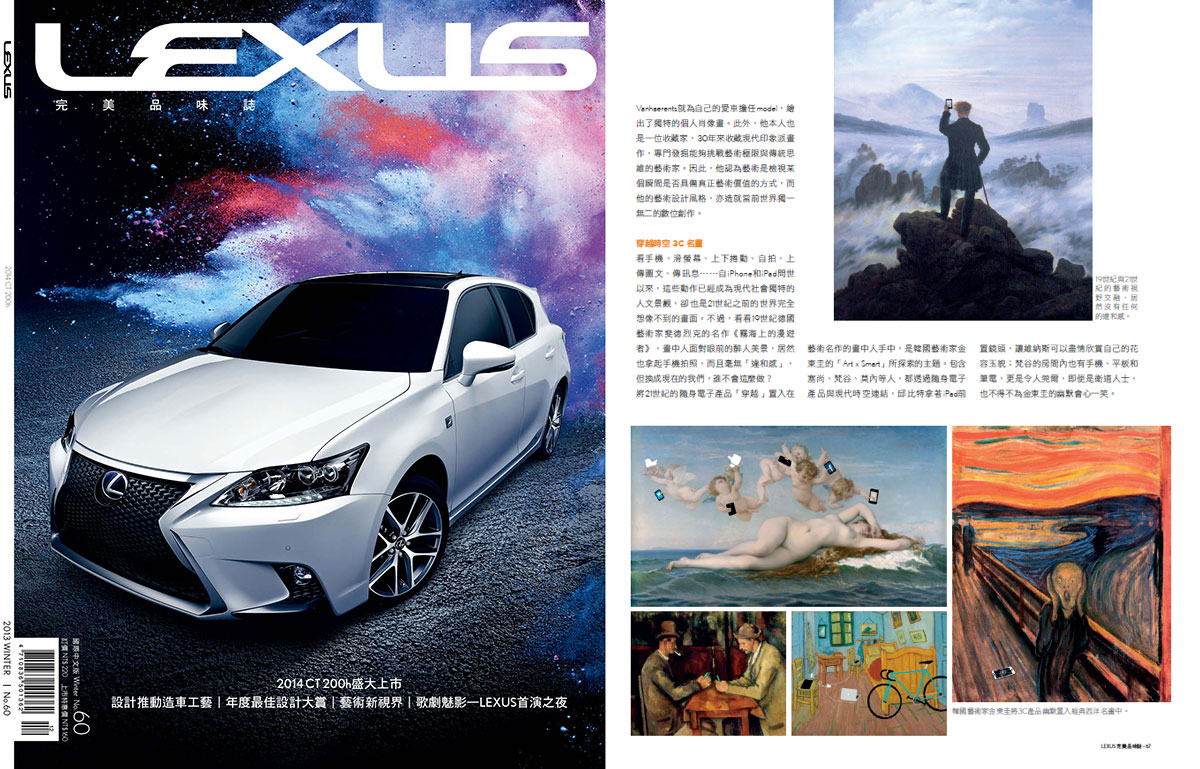 LEXUS
完美品味誌
LEXUS
2014 CT 200h
2013 WINTER | No.60
國際中文版 Winter No.60
訂價 NT$220 上市特惠價 NT$160
4710836501362
12
2014 CT 200h盛大上市
設計推動造車工藝 | 年度最佳設計大賞 | 藝術新視界 | 歌劇魅影—LEXUS首演之夜
Vanhaerents就為自己的愛車擔任model，繪
出了獨特的個人肖像畫。此外，他本人也
是一位收藏家，30年來收藏現代印象派畫
作，專門發掘能夠挑戰藝術極限與傳統思
維的藝術家。因此，他認為藝術是檢視某
個瞬間是否具備真正藝術價值的方式，而
他的藝術設計風格，亦造就當前世界獨一
無二的數位創作。
穿越時空 3C 名畫
看手機、滑螢幕、上下捲動、自拍、上
傳圖文、傳訊息……自iPhone和iPad問世
以來，這些動作已經成為現代社會獨特的
人文景觀，卻也是21世紀之前的世界完全
想像不到的畫面。不過，看看19世紀德國
藝術家斐德烈克的名作《霧海上的漫遊
者》，畫中人面對眼前的醉人美景，居然
也拿起手機拍照，而且毫無「違和感」，
但換成現在的我們，誰不會這麼做？
將21世紀的隨身電子產品「穿越」置入在
藝術名作的畫中人手中，是韓國藝術家金
東圭的「Art x Smart」所探索的主題。包含
塞尚、梵谷、莫內等人，都透過隨身電子
產品與現代時空連結，邱比特拿著iPad前
置鏡頭，讓維納斯可以盡情欣賞自己的花
容玉貌；梵谷的房間內也有手機、平板和
筆電，更是令人莞爾，即使是衛道人士，
也不得不為金東圭的幽默會心一笑。
19世紀與21世
紀的藝術視
野交融，居
然沒有任何
的違和感。
韓國藝術家金東圭將3C產品幽默置入經典西洋名畫中。
LEXUS 完美品味誌 - 67